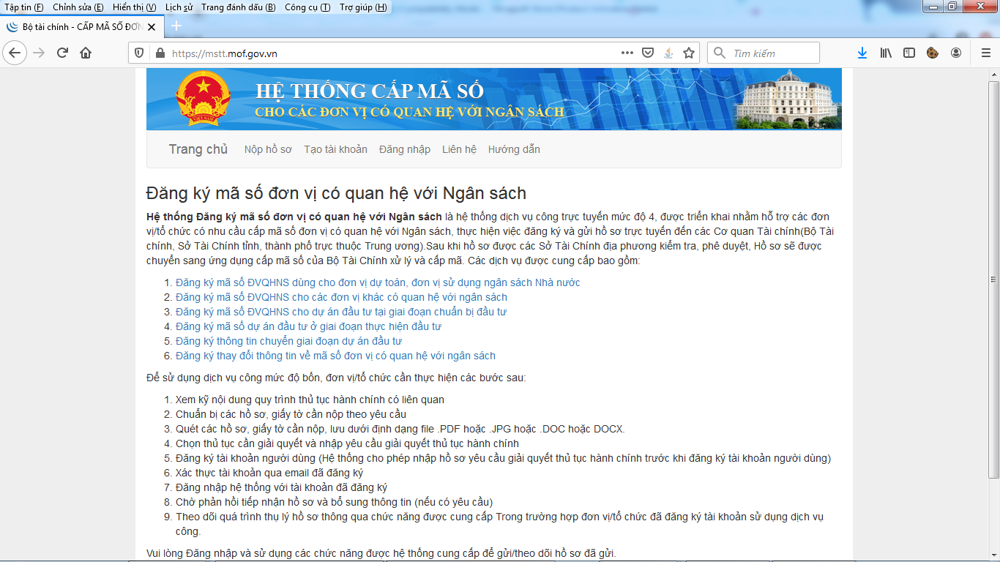 Tập tin (F) Chỉnh sửa (E) Hiển thị (V) Lịch sử Trang đánh dấu (B) Công cụ (T) Trợ giúp (H)
Bộ tài chính - CẤP MÃ SỐ ĐƠN
https://mstt.mof.gov.vn
Tìm kiếm
HỆ THỐNG CẤP MÃ SỐ
CHO CÁC ĐƠN VỊ CÓ QUAN HỆ VỚI NGÂN SÁCH
VIỆT NAM
Trang chủ Nộp hồ sơ Tạo tài khoản Đăng nhập Liên hệ Hướng dẫn
Đăng ký mã số đơn vị có quan hệ với Ngân sách
Hệ thống Đăng ký mã số đơn vị có quan hệ với Ngân sách là hệ thống dịch vụ công trực tuyến mức độ 4, được triển khai nhằm hỗ trợ các đơn
vị/tổ chức có nhu cầu cấp mã số đơn vị có quan hệ với Ngân sách, thực hiện việc đăng ký và gửi hồ sơ trực tuyến đến các Cơ quan Tài chính(Bộ Tài
chính, Sở Tài Chính tỉnh, thành phố trực thuộc Trung ương).Sau khi hồ sơ được các Sở Tài Chính địa phương kiểm tra, phê duyệt, Hồ sơ sẽ được
chuyển sang ứng dụng cấp mã số của Bộ Tài Chính xử lý và cấp mã. Các dịch vụ được cung cấp bao gồm:
1. Đăng ký mã số ĐVQHNS dùng cho đơn vị dự toán, đơn vị sử dụng ngân sách Nhà nước
2. Đăng ký mã số ĐVQHNS cho các đơn vị khác có quan hệ với ngân sách
3. Đăng ký mã số ĐVQHNS cho dự án đầu tư tại giai đoạn chuẩn bị đầu tư
4. Đăng ký mã số dự án đầu tư ở giai đoạn thực hiện đầu tư
5. Đăng ký thông tin chuyển giai đoạn dự án đầu tư
6. Đăng ký thay đổi thông tin về mã số đơn vị có quan hệ với ngân sách
Để sử dụng dịch vụ công mức độ bốn, đơn vị/tổ chức cần thực hiện các bước sau:
1. Xem kỹ nội dung quy trình thủ tục hành chính có liên quan
2. Chuẩn bị các hồ sơ, giấy tờ cần nộp theo yêu cầu
3. Quét các hồ sơ, giấy tờ cần nộp, lưu dưới định dạng file .PDF hoặc .JPG hoặc .DOC hoặc DOCX.
4. Chọn thủ tục cần giải quyết và nhập yêu cầu giải quyết thủ tục hành chính
5. Đăng ký tài khoản người dùng (Hệ thống cho phép nhập hồ sơ yêu cầu giải quyết thủ tục hành chính trước khi đăng ký tài khoản người dùng)
6. Xác thực tài khoản qua email đã đăng ký
7. Đăng nhập hệ thống với tài khoản đã đăng ký
8. Chờ phản hồi tiếp nhận hồ sơ và bổ sung thông tin (nếu có yêu cầu)
9. Theo dõi quá trình thụ lý hồ sơ thông qua chức năng được cung cấp Trong trường hợp đơn vị/tổ chức đã đăng ký tài khoản sử dụng dịch vụ
công.
Vui lòng Đăng nhập và sử dụng các chức năng được hệ thống cung cấp để gửi/theo dõi hồ sơ đã gửi.